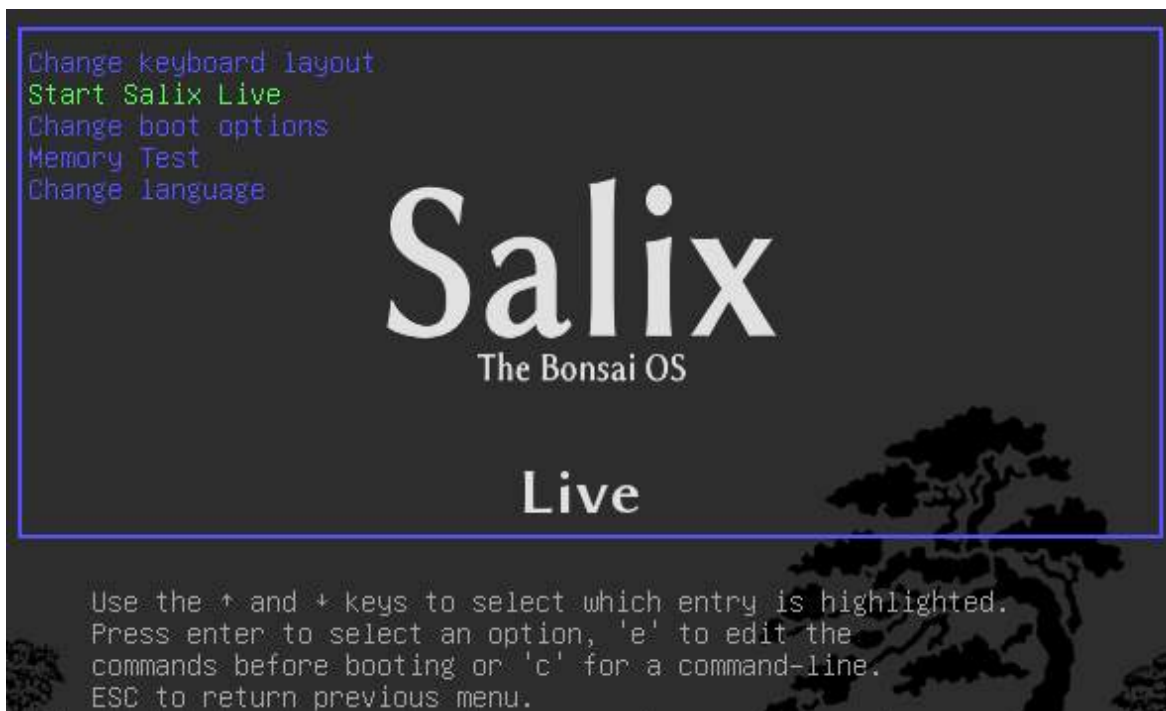 Change keyboard layout
Start Salix Live
Change boot options
Memory Test
Change language
Salix
The Bonsai OS
Live
Use the ↑ and ↓ keys to select which entry is highlighted.
Press enter to select an option, 'e' to edit the
commands before booting or 'c' for a command-line.
ESC to return previous menu.